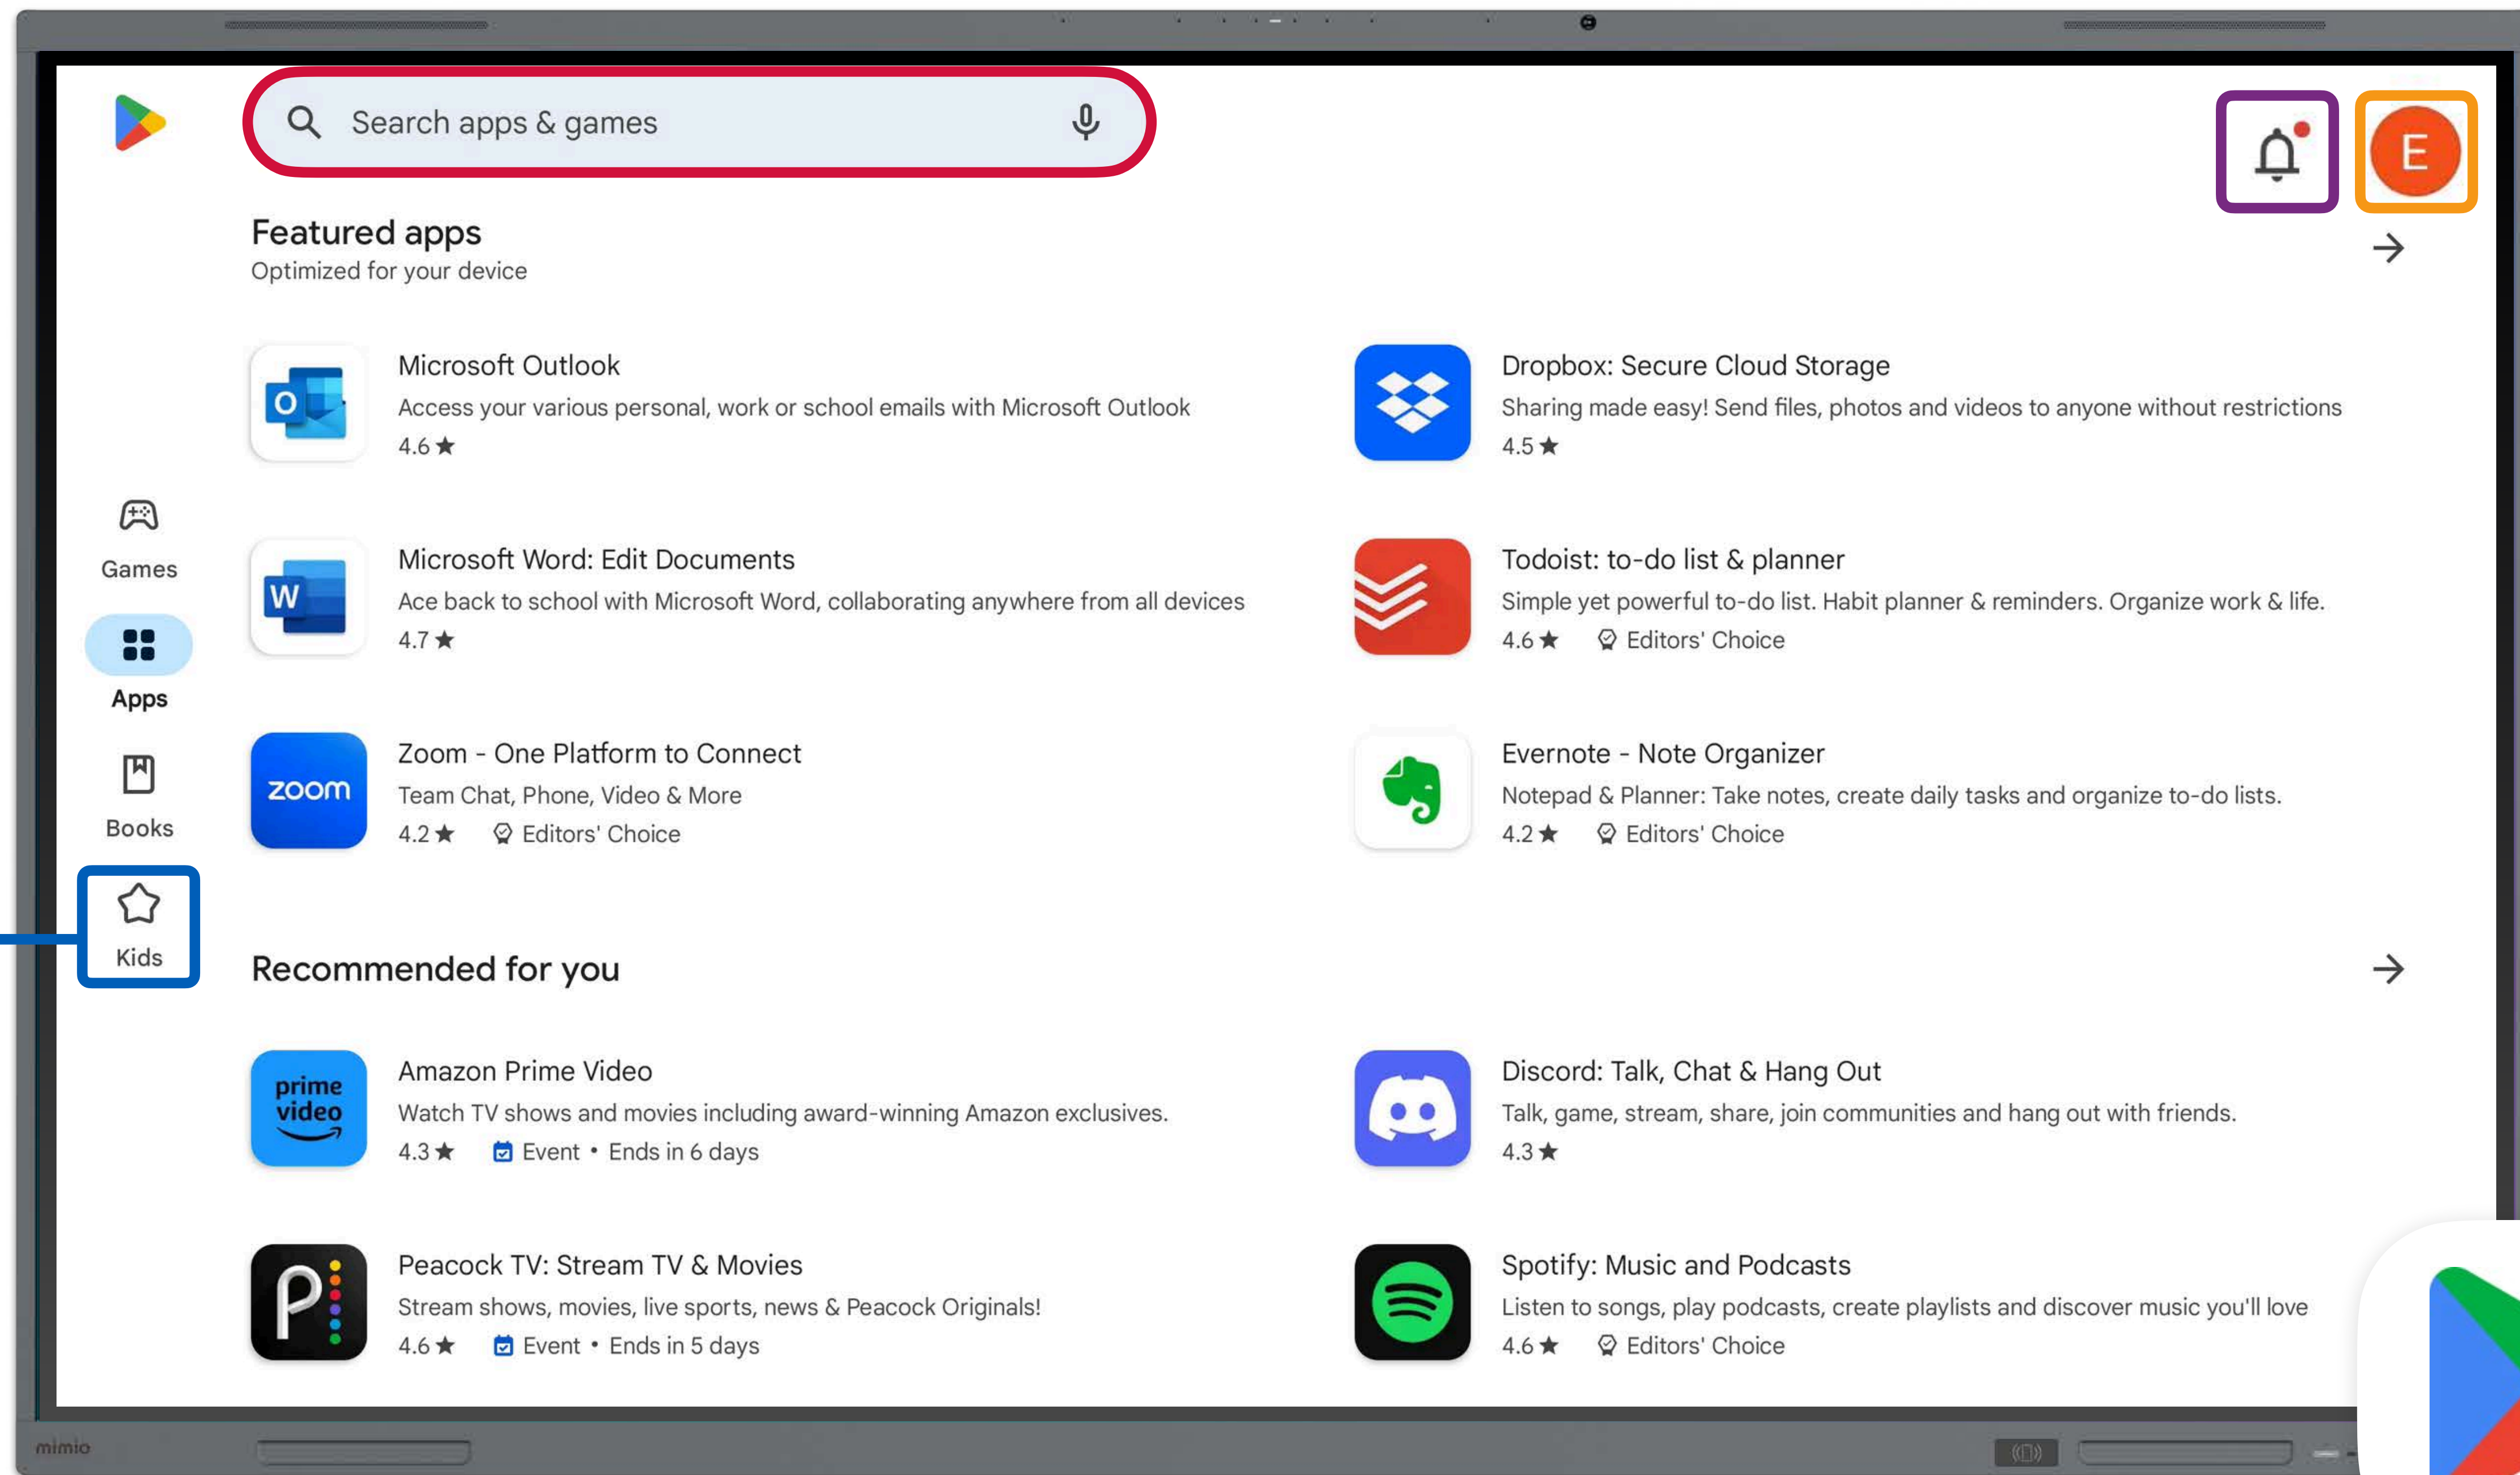 Search apps & games
E
Featured apps
Optimized for your device
O
Microsoft Outlook
Access your various personal, work or school emails with Microsoft Outlook
4.6 ★
Dropbox: Secure Cloud Storage
Sharing made easy! Send files, photos and videos to anyone without restrictions
4.5 ★
Games
Apps
Books
Kids
W
Microsoft Word: Edit Documents
Ace back to school with Microsoft Word, collaborating anywhere from all devices
4.7 ★
Todoist: to-do list & planner
Simple yet powerful to-do list. Habit planner & reminders. Organize work & life.
4.6 ★ Editors' Choice
zoom
Zoom - One Platform to Connect
Team Chat, Phone, Video & More
4.2 ★ Editors' Choice
Evernote - Note Organizer
Notepad & Planner: Take notes, create daily tasks and organize to-do lists.
4.2 ★ Editors' Choice
Recommended for you
prime
video
Amazon Prime Video
Watch TV shows and movies including award-winning Amazon exclusives.
4.3 ★ Event • Ends in 6 days
Discord: Talk, Chat & Hang Out
Talk, game, stream, share, join communities and hang out with friends.
4.3 ★
P
Peacock TV: Stream TV & Movies
Stream shows, movies, live sports, news & Peacock Originals!
4.6 ★ Event • Ends in 5 days
Spotify: Music and Podcasts
Listen to songs, play podcasts, create playlists and discover music you'll love
4.6 ★ Editors' Choice
mimio